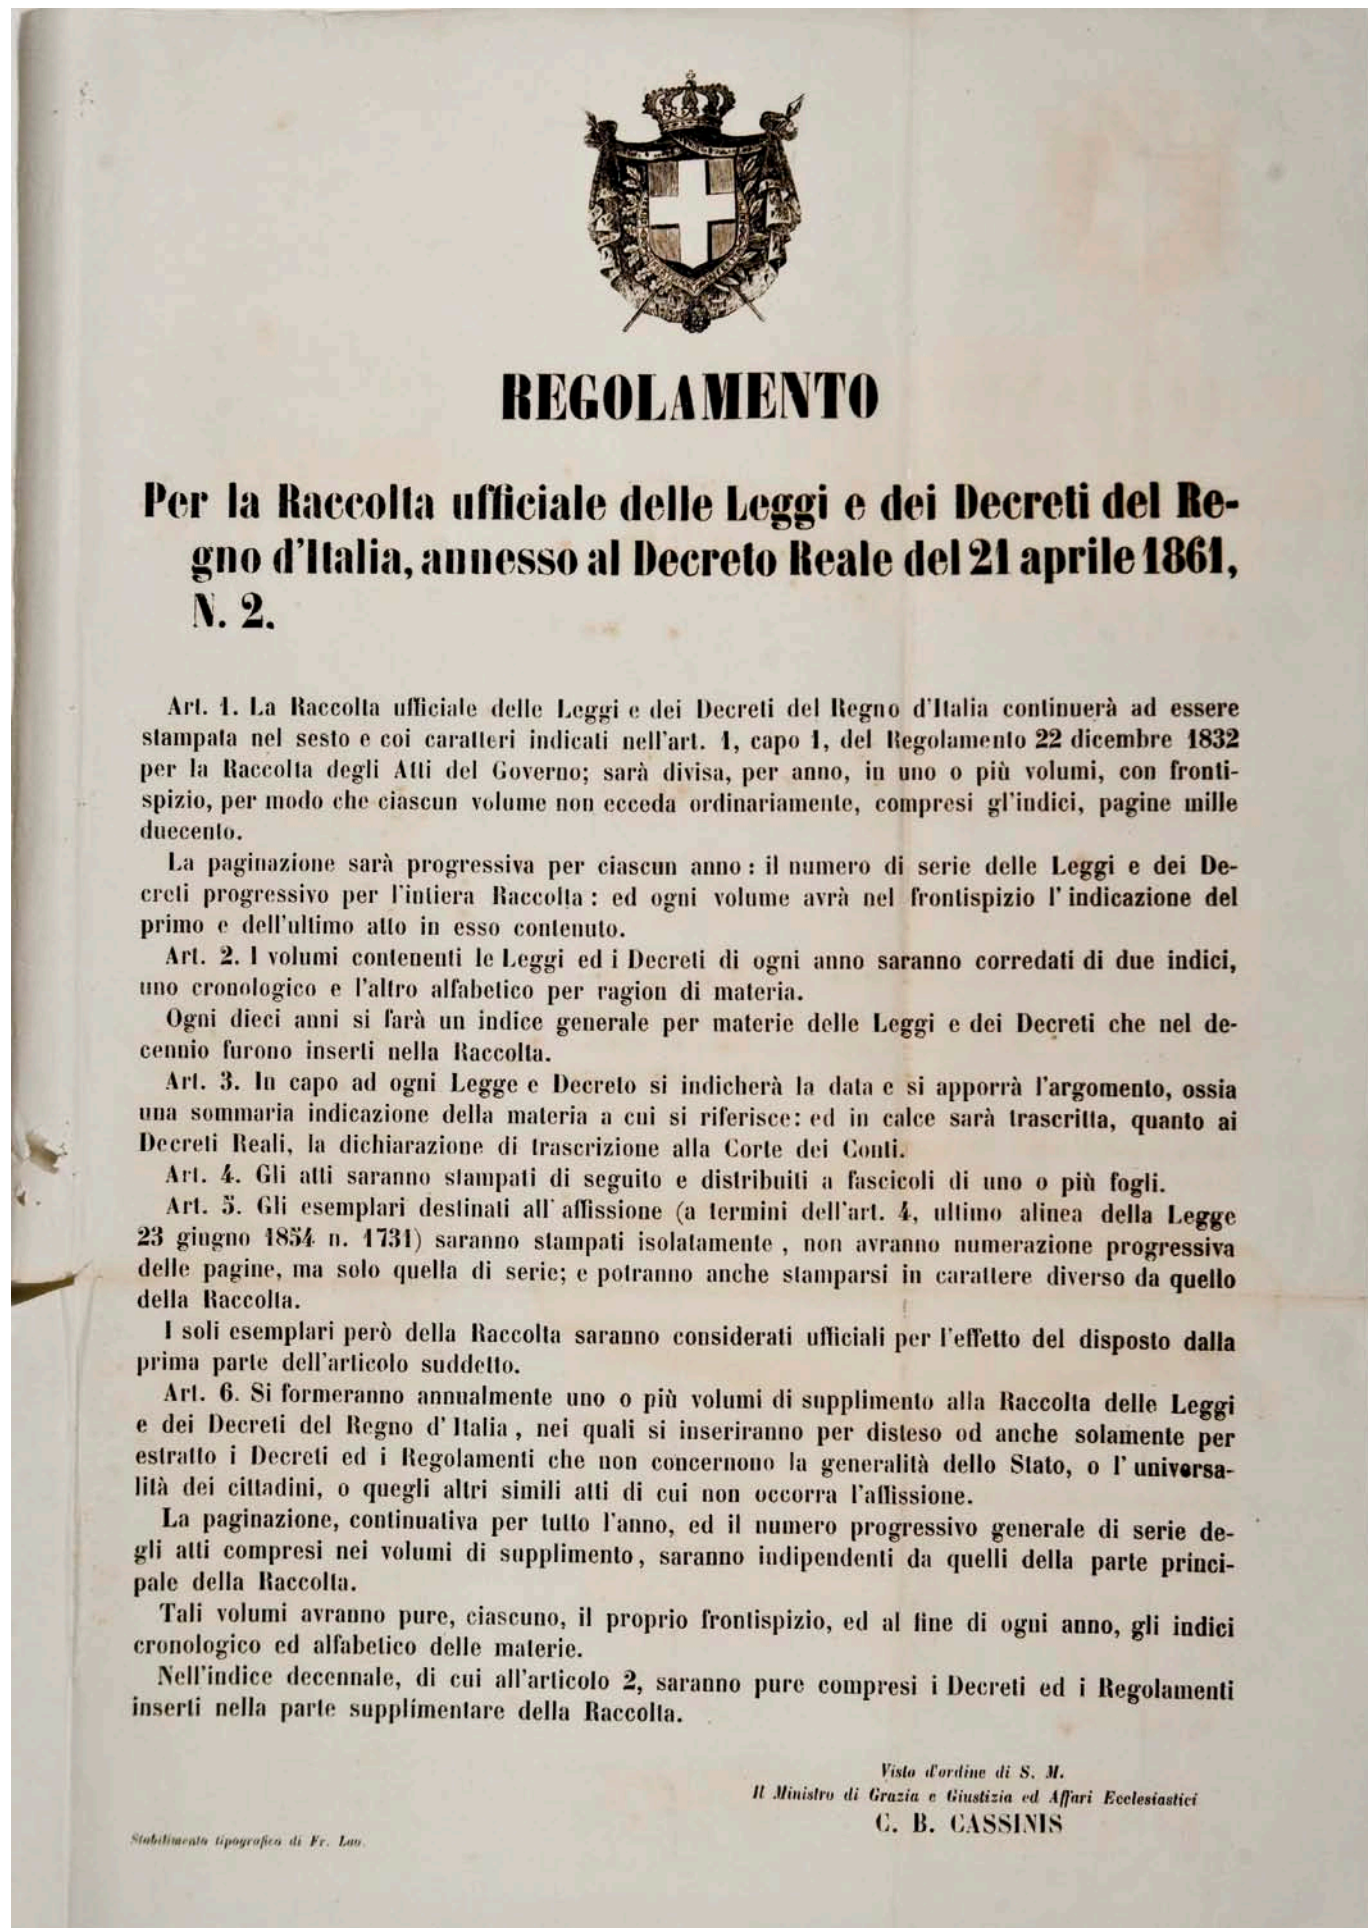 REGOLAMENTO
Per la Raccolta ufficiale delle Leggi e dei Decreti del Re-
gno d'Italia, annesso al Decreto Reale del 21 aprile 1861,
N. 2.
Art. 1. La Raccolta ufficiale delle Leggi e dei Decreti del Regno d'Italia continuerà ad essere
stampata nel sesto e coi caratteri indicati nell'art. 1, capo 1, del Regolamento 22 dicembre 1832
per la Raccolta degli Atti del Governo; sarà divisa, per anno, in uno o più volumi, con fronti-
spizio, per modo che ciascun volume non ecceda ordinariamente, compresi gl'indici, pagine mille
duecento.
La paginazione sarà progressiva per ciascun anno : il numero di serie delle Leggi e dei De-
creti progressivo per l'intiera Raccolta : ed ogni volume avrà nel frontispizio l' indicazione del
primo e dell'ultimo atto in esso contenuto.
Art. 2. I volumi contenenti le Leggi ed i Decreti di ogni anno saranno corredati di due indici,
uno cronologico e l'altro alfabetico per ragion di materia.
Ogni dieci anni si farà un indice generale per materie delle Leggi e dei Decreti che nel de-
cennio furono inserti nella Raccolta.
Art. 3. In capo ad ogni Legge e Decreto si indicherà la data e si apporrà l'argomento, ossia
una sommaria indicazione della materia a cui si riferisce: ed in calce sarà trascritta, quanto ai
Decreti Reali, la dichiarazione di trascrizione alla Corte dei Conti.
Art. 4. Gli atti saranno stampati di seguito e distribuiti a fascicoli di uno o più fogli.
Art. 5. Gli esemplari destinati all' affissione (a termini dell'art. 4, ultimo alinea della Legge
23 giugno 1854 n. 1731) saranno stampati isolatamente , non avranno numerazione progressiva
delle pagine, ma solo quella di serie; e potranno anche stamparsi in carattere diverso da quello
della Raccolta.
I soli esemplari però della Raccolta saranno considerati ufficiali per l'effetto del disposto dalla
prima parte dell'articolo suddetto.
Art. 6. Si formeranno annualmente uno o più volumi di supplimento alla Raccolta delle Leggi
e dei Decreti del Regno d' Italia , nei quali si inseriranno per disteso od anche solamente per
estratto i Decreti ed i Regolamenti che non concernono la generalità dello Stato, o l' universa-
lità dei cittadini, o quegli altri simili atti di cui non occorra l'affissione.
La paginazione, continuativa per tutto l'anno, ed il numero progressivo generale di serie de-
gli atti compresi nei volumi di supplimento, saranno indipendenti da quelli della parte princi-
pale della Raccolta.
Tali volumi avranno pure, ciascuno, il proprio frontispizio, ed al fine di ogni anno, gli indici
cronologico ed alfabetico delle materie.
Nell'indice decennale, di cui all'articolo 2, saranno pure compresi i Decreti ed i Regolamenti
inserti nella parte supplimentare della Raccolta.
Visto d'ordine di S. M.
Il Ministro di Grazia e Giustizia ed Affari Ecclesiastici
C. B. CASSINIS
Stabilimento tipografico di Fr. Lao.